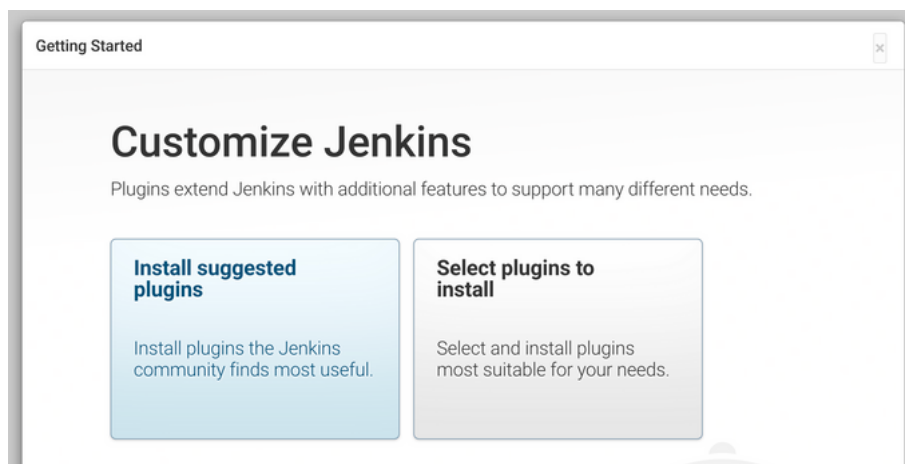 Getting Started
×
Customize Jenkins
Plugins extend Jenkins with additional features to support many different needs.
Install suggested
plugins
Install plugins the Jenkins
community finds most useful.
Select plugins to
install
Select and install plugins
most suitable for your needs.